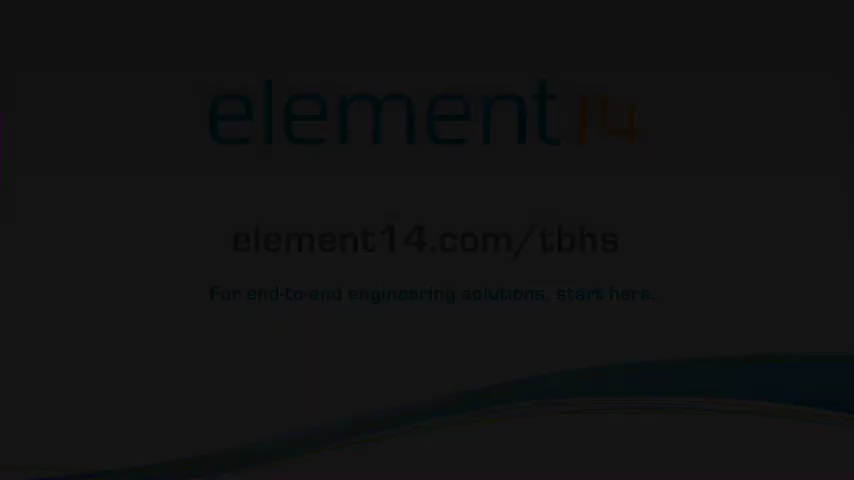 element14
element14.com/tbhs
For end-to-end engineering solutions, start here.